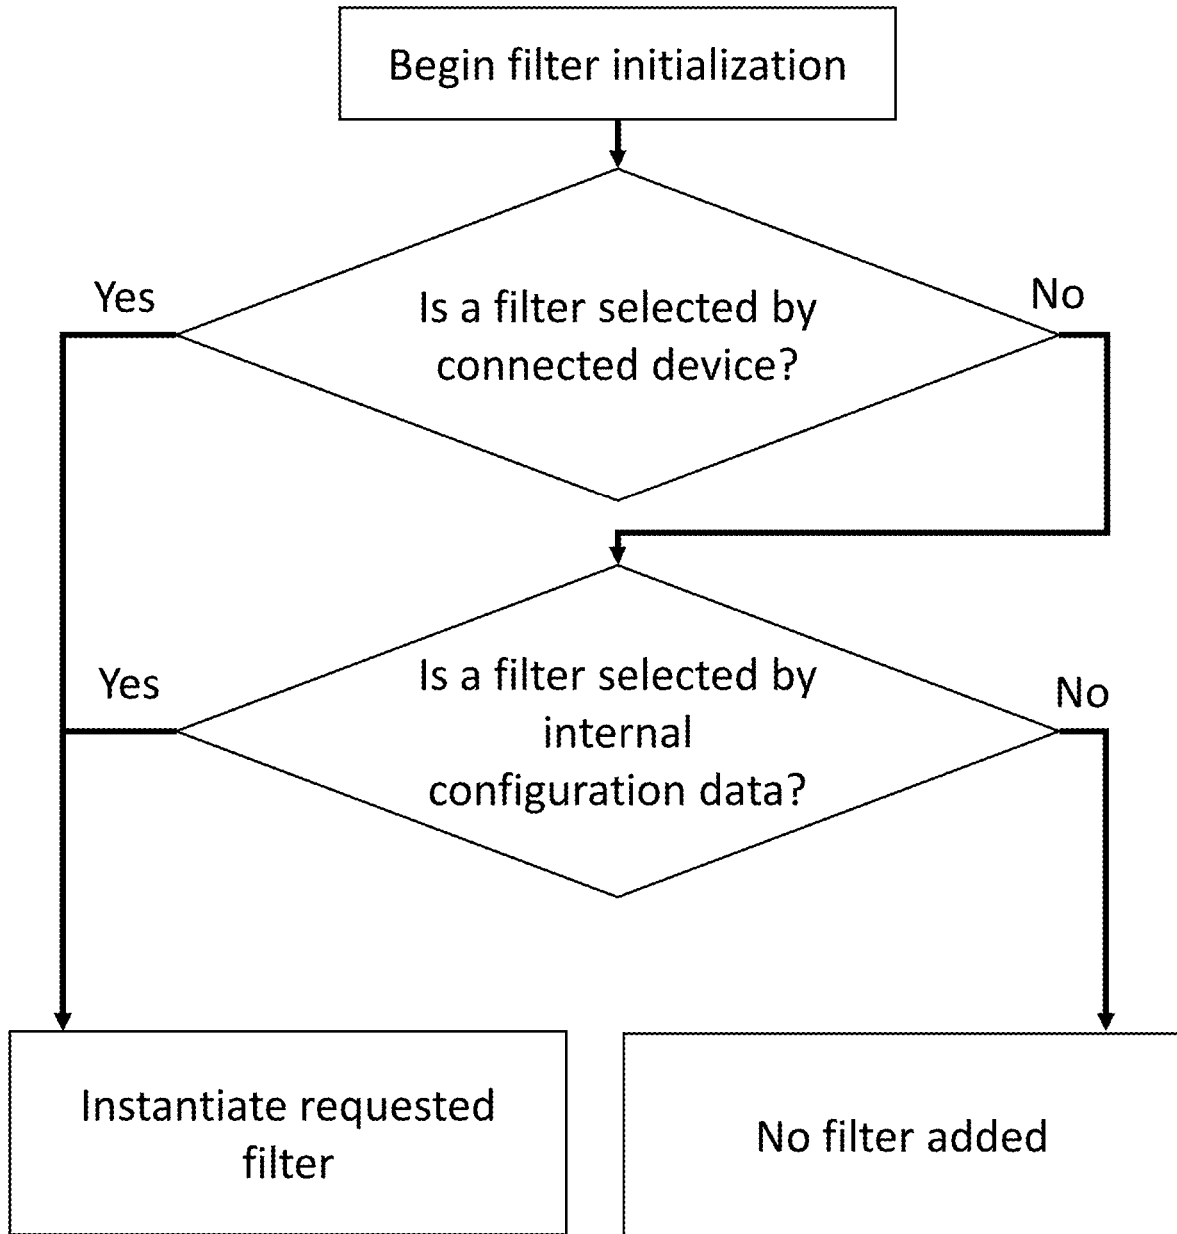 Begin filter initialization
Yes
No
Is a filter selected by
connected device?
Yes
No
Is a filter selected by
internal
configuration data?
Instantiate requested
filter
No filter added